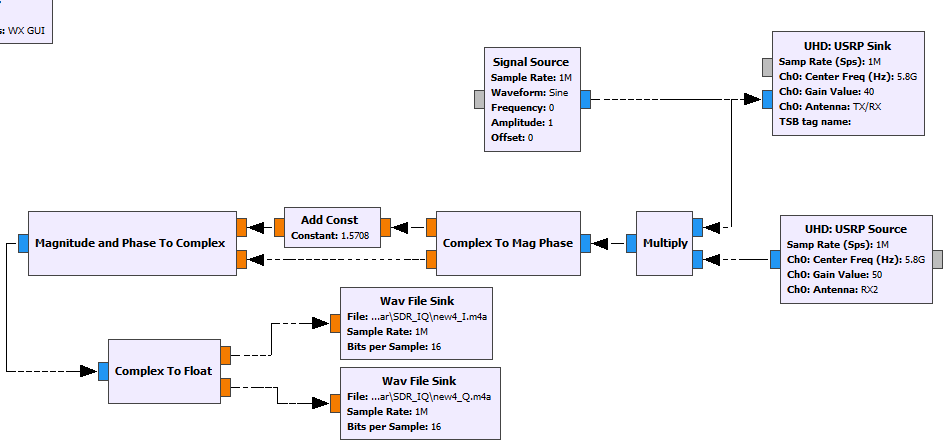 s: WX GUI
Signal Source
Sample Rate: 1M
Waveform: Sine
Frequency: 0
Amplitude: 1
Offset: 0
UHD: USRP Sink
Samp Rate (Sps): 1M
Ch0: Center Freq (Hz): 5.8G
Ch0: Gain Value: 40
Ch0: Antenna: TX/RX
TSB tag name:
Magnitude and Phase To Complex
Add Const
Constant: 1.5708
Complex To Mag Phase
Multiply
UHD: USRP Source
Samp Rate (Sps): 1M
Ch0: Center Freq (Hz): 5.8G
Ch0: Gain Value: 50
Ch0: Antenna: RX2
Wav File Sink
File: ...ar\SDR_IQ\new4_I.m4a
Sample Rate: 1M
Bits per Sample: 16
Complex To Float
Wav File Sink
File: ...ar\SDR_IQ\new4_Q.m4a
Sample Rate: 1M
Bits per Sample: 16